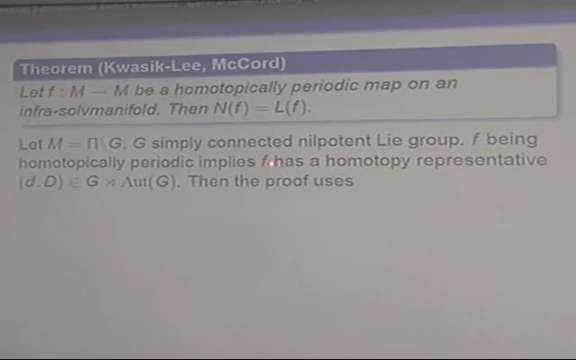 Theorem (Kwasik-Lee, McCord)
Let f : M → M be a homotopically periodic map on an
infra-solvmanifold. Then N(f) = L(f).
Let M = Π\G, G simply connected nilpotent Lie group. f being
homotopically periodic implies f has a homotopy representative
(d, D) ∈ G ⋊ Aut(G). Then the proof uses